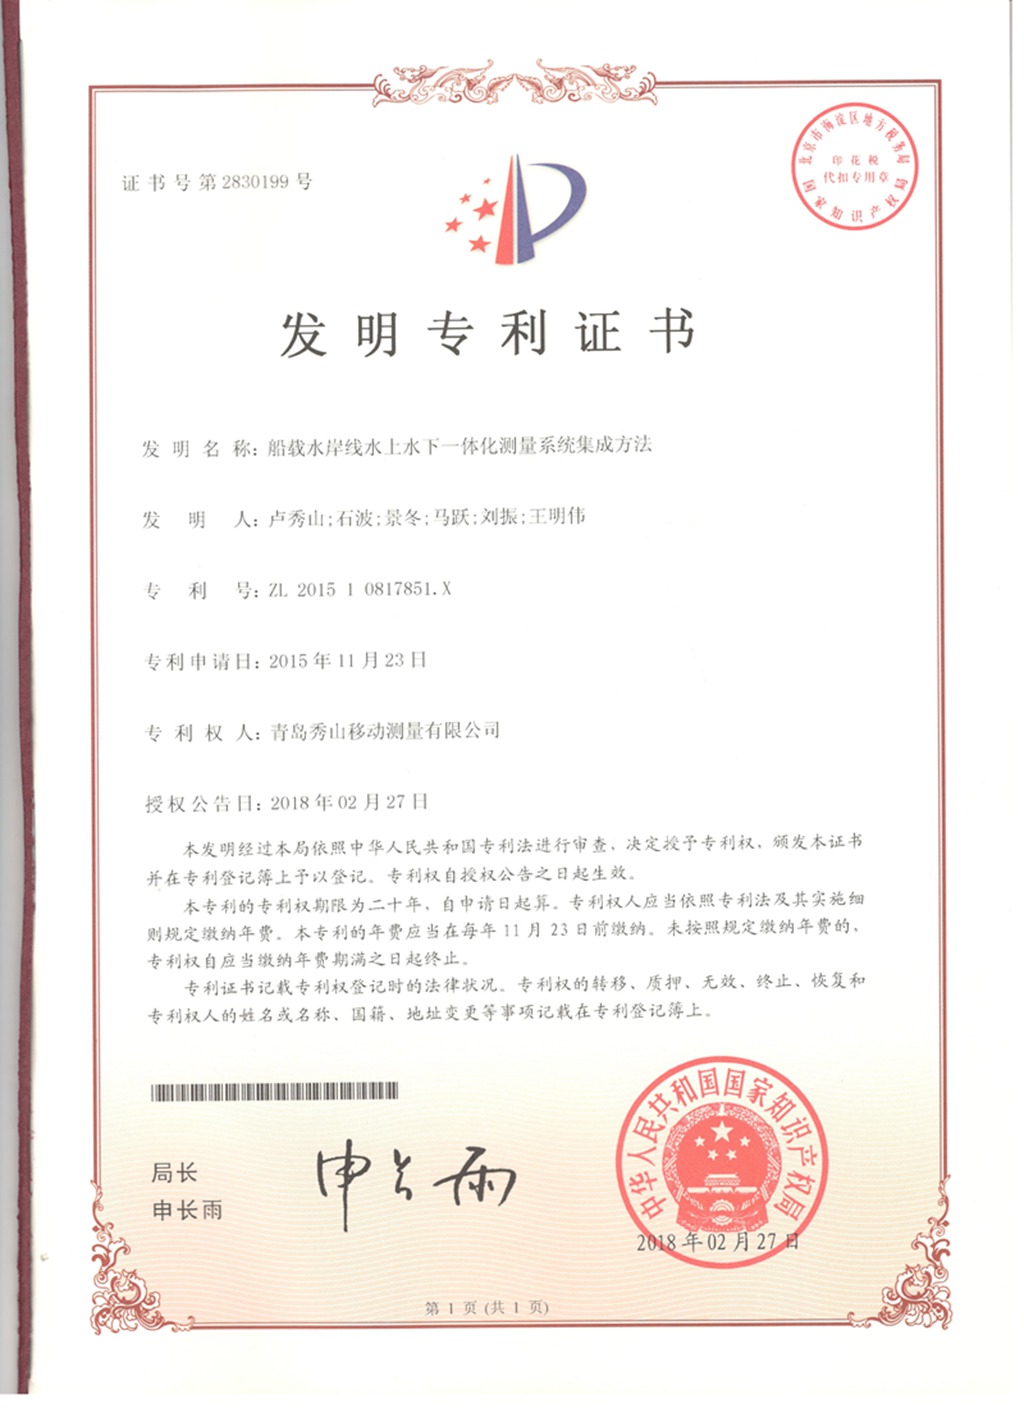 证书号第2830199号
北京市海淀区地方税务局
印花税
代扣专用章
国家知识产权局
发明专利证书
发明名称：船载水岸线水上水下一体化测量系统集成方法
发明人：卢秀山;石波;景冬;马跃;刘振;王明伟
专利号：ZL 2015 1 0817851.X
专利申请日：2015年11月23日
专利权人：青岛秀山移动测量有限公司
授权公告日：2018年02月27日
本发明经过本局依照中华人民共和国专利法进行审查，决定授予专利权，颁发本证书
并在专利登记簿上予以登记。专利权自授权公告之日起生效。
本专利的专利权期限为二十年，自申请日起算。专利权人应当依照专利法及其实施细
则规定缴纳年费。本专利的年费应当在每年11月23日前缴纳。未按照规定缴纳年费的，
专利权自应当缴纳年费期满之日起终止。
专利证书记载专利权登记时的法律状况。专利权的转移、质押、无效、终止、恢复和
专利权人的姓名或名称、国籍、地址变更等事项记载在专利登记簿上。
局长
申长雨
申长雨
中华人民共和国国家知识产权局
2018年02月27日
第1页(共1页)